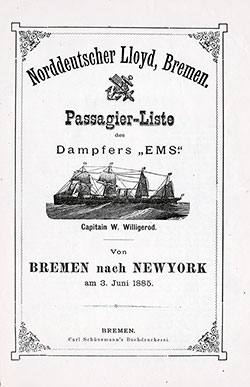 Norddeutscher Lloyd, Bremen.
Passagier-Liste
des
Dampfers „EMS“
Capitain W. Willigerod.
Von
BREMEN nach NEWYORK
am 3. Juni 1885.
BREMEN.
Carl Schünemann's Buchdruckerei